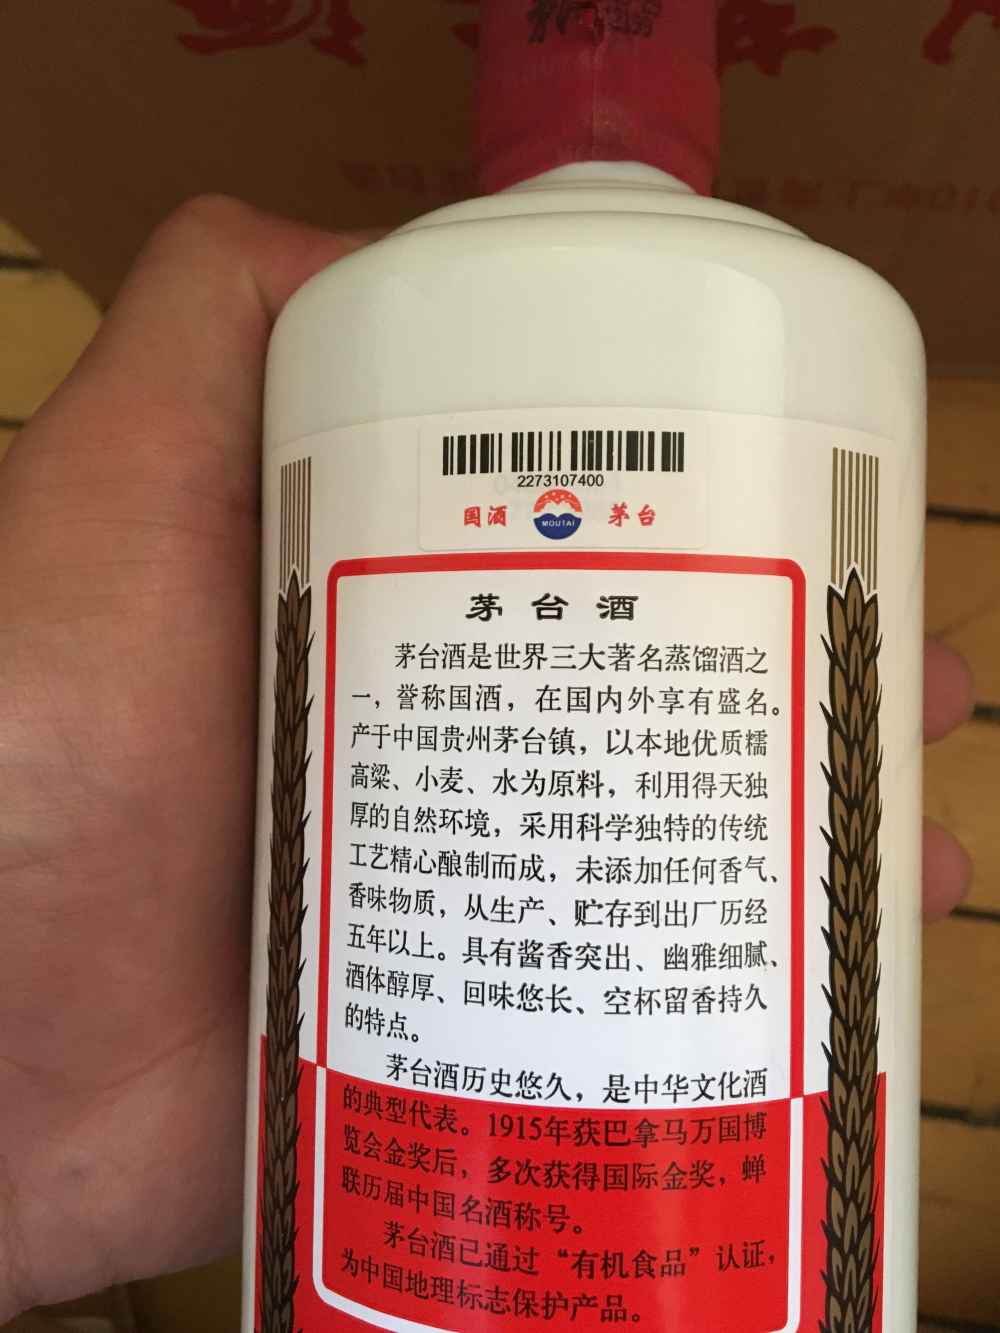 2273107400
国酒 MOUTAI 茅台
茅台酒
茅台酒是世界三大著名蒸馏酒之
一，誉称国酒，在国内外享有盛名。
产于中国贵州茅台镇，以本地优质糯
高粱、小麦、水为原料，利用得天独
厚的自然环境，采用科学独特的传统
工艺精心酿制而成，未添加任何香气、
香味物质，从生产、贮存到出厂历经
五年以上。具有酱香突出、幽雅细腻、
酒体醇厚、回味悠长、空杯留香持久
的特点。
茅台酒历史悠久，是中华文化酒
的典型代表。1915年获巴拿马万国博
览会金奖后，多次获得国际金奖，蝉
联历届中国名酒称号。
茅台酒已通过“有机食品”认证，
为中国地理标志保护产品。